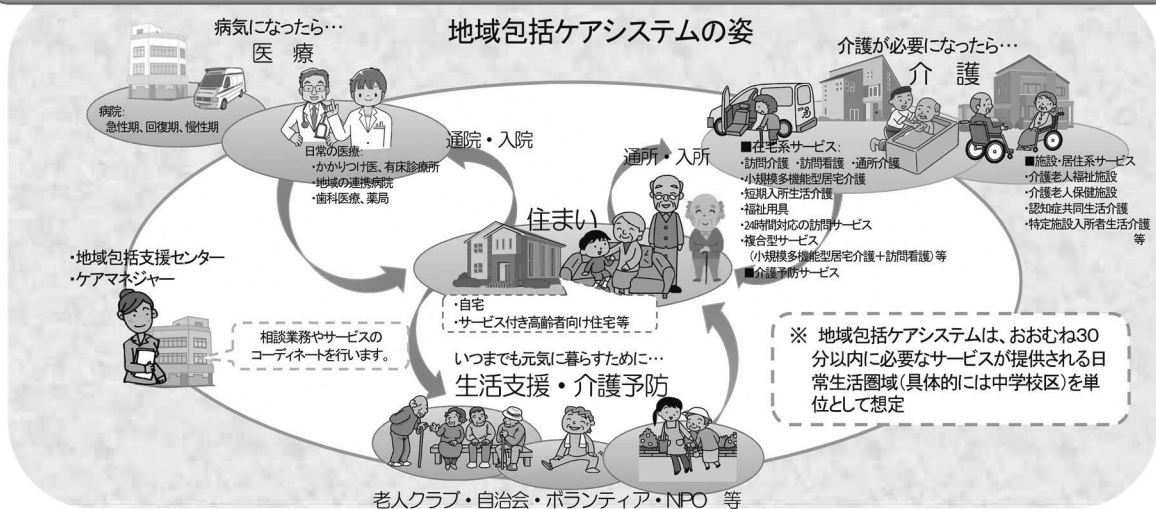 地域包括ケアシステムの姿
病気になったら…
医 療
病院:
急性期、回復期、慢性期
日常の医療:
・かかりつけ医、有床診療所
・地域の連携病院
・歯科医療、薬局
通院・入院
通所・入所
介護が必要になったら…
介 護
■在宅系サービス:
・訪問介護 ・訪問看護 ・通所介護
・小規模多機能型居宅介護
・短期入所生活介護
・福祉用具
・24時間対応の訪問サービス
・複合型サービス
（小規模多機能型居宅介護＋訪問看護）等
■介護予防サービス
■施設・居住系サービス
・介護老人福祉施設
・介護老人保健施設
・認知症共同生活介護
・特定施設入所者生活介護
等
住まい
・自宅
・サービス付き高齢者向け住宅等
・地域包括支援センター
・ケアマネジャー
相談業務やサービスの
コーディネートを行います。
いつまでも元気に暮らすために…
生活支援・介護予防
老人クラブ・自治会・ボランティア・NPO 等
※ 地域包括ケアシステムは、おおむね30
分以内に必要なサービスが提供される日
常生活圏域（具体的には中学校区）を単
位として想定